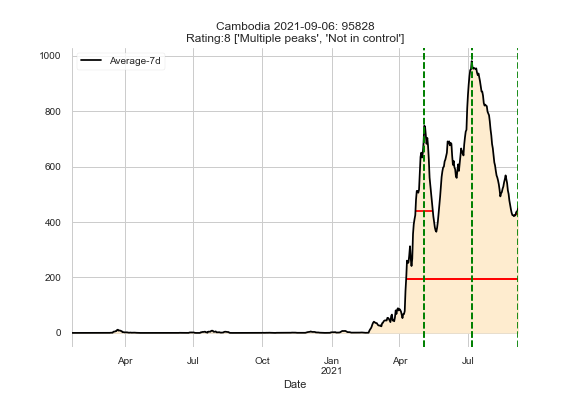 Cambodia 2021-09-06: 95828
Rating:8 ['Multiple peaks', 'Not in control']
Average-7d
1000
800
600
400
200
0
Apr Jul Oct Jan Apr Jul
2021
Date